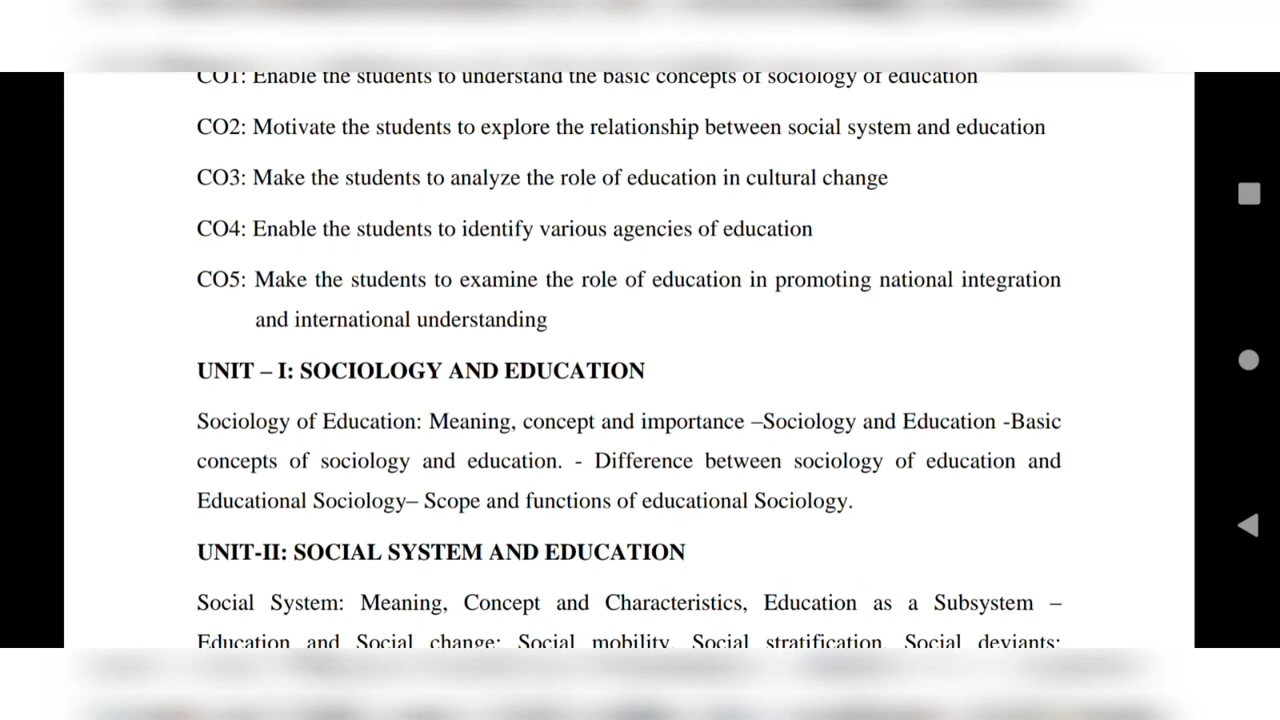 CO1: Enable the students to understand the basic concepts of sociology of education
CO2: Motivate the students to explore the relationship between social system and education
CO3: Make the students to analyze the role of education in cultural change
CO4: Enable the students to identify various agencies of education
CO5: Make the students to examine the role of education in promoting national integration
and international understanding
UNIT – I: SOCIOLOGY AND EDUCATION
Sociology of Education: Meaning, concept and importance –Sociology and Education -Basic
concepts of sociology and education. - Difference between sociology of education and
Educational Sociology– Scope and functions of educational Sociology.
UNIT-II: SOCIAL SYSTEM AND EDUCATION
Social System: Meaning, Concept and Characteristics, Education as a Subsystem –
Education and Social change: Social mobility, Social stratification, Social deviants: